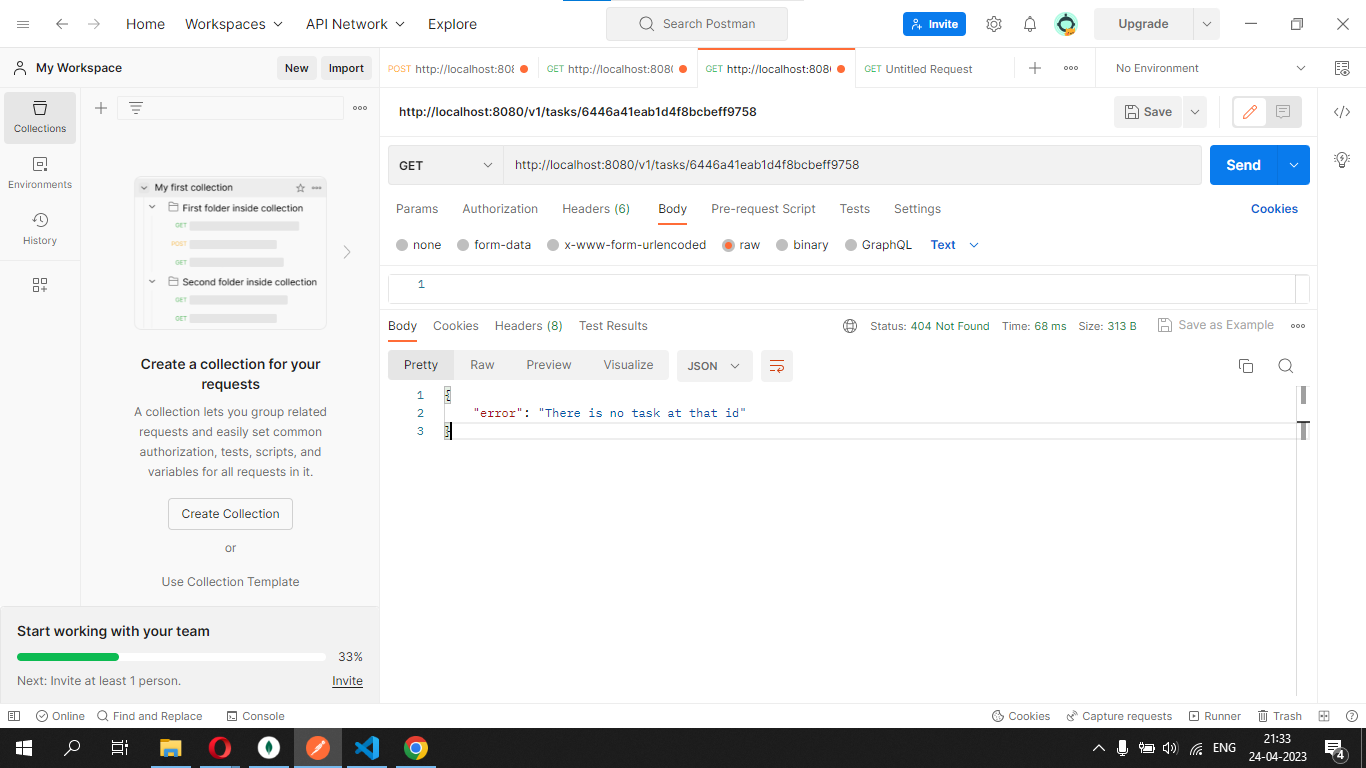 Home
Workspaces
API Network
Explore
Search Postman
Invite
Upgrade
My Workspace
New
Import
POST http://localhost:808
GET http://localhost:8080
GET http://localhost:8080
GET Untitled Request
No Environment
Collections
Environments
History
My first collection
First folder inside collection
GET
POST
GET
Second folder inside collection
GET
GET
Create a collection for your
requests
A collection lets you group related
requests and easily set common
authorization, tests, scripts, and
variables for all requests in it.
Create Collection
or
Use Collection Template
Start working with your team
33%
Next: Invite at least 1 person.
Invite
http://localhost:8080/v1/tasks/6446a41eab1d4f8bcbeff9758
Save
GET
http://localhost:8080/v1/tasks/6446a41eab1d4f8bcbeff9758
Send
Params
Authorization
Headers (6)
Body
Pre-request Script
Tests
Settings
Cookies
none
form-data
x-www-form-urlencoded
raw
binary
GraphQL
Text
1
Body
Cookies
Headers (8)
Test Results
Status: 404 Not Found
Time: 68 ms
Size: 313 B
Save as Example
Pretty
Raw
Preview
Visualize
JSON
1 {
2 "error": "There is no task at that id"
3 }
Online
Find and Replace
Console
Cookies
Capture requests
Runner
Trash
ENG
21:33
24-04-2023
4